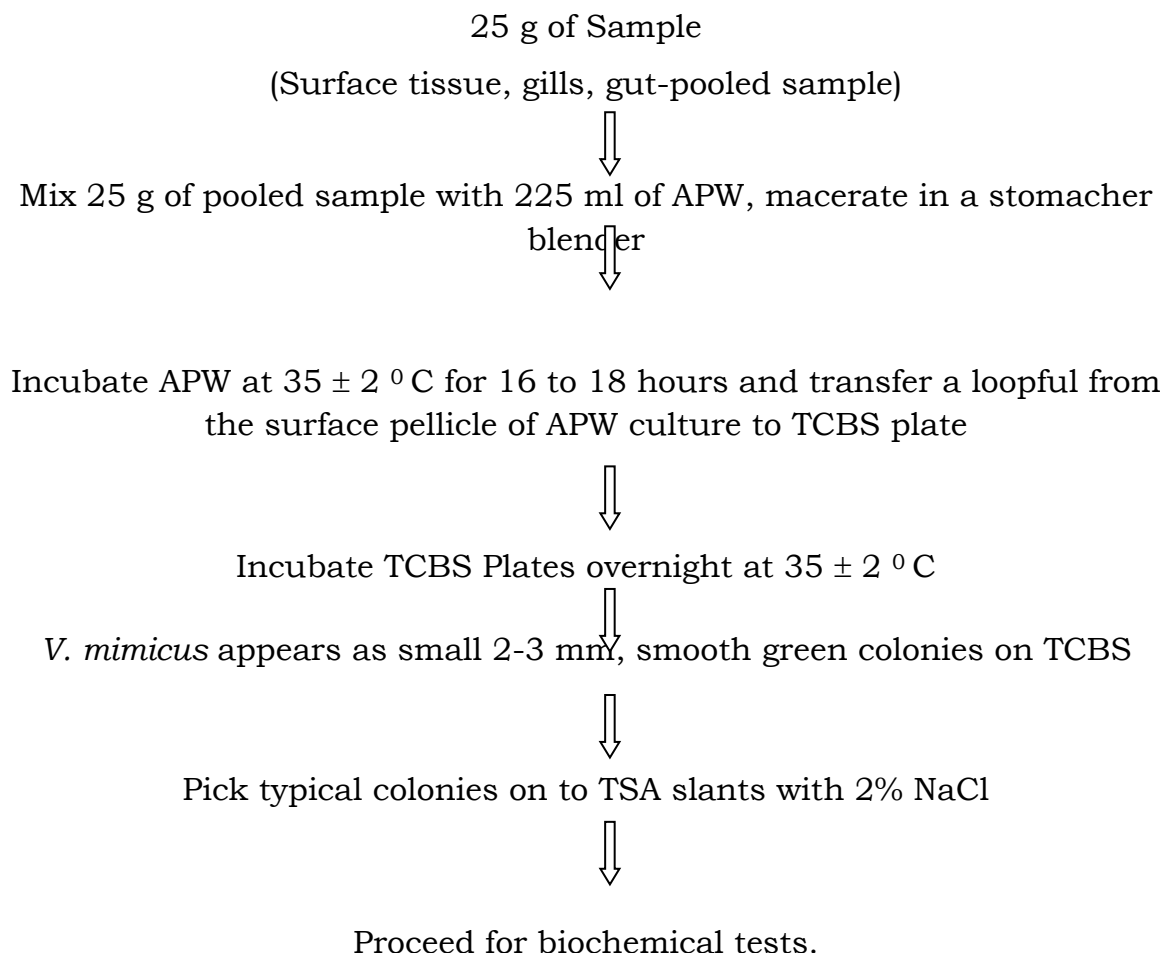 25 g of Sample
(Surface tissue, gills, gut-pooled sample)
Mix 25 g of pooled sample with 225 ml of APW, macerate in a stomacher
blender
Incubate APW at 35 ± 2 ⁰ C for 16 to 18 hours and transfer a loopful from
the surface pellicle of APW culture to TCBS plate
Incubate TCBS Plates overnight at 35 ± 2 ⁰ C
V. mimicus appears as small 2-3 mm, smooth green colonies on TCBS
Pick typical colonies on to TSA slants with 2% NaCl
Proceed for biochemical tests.